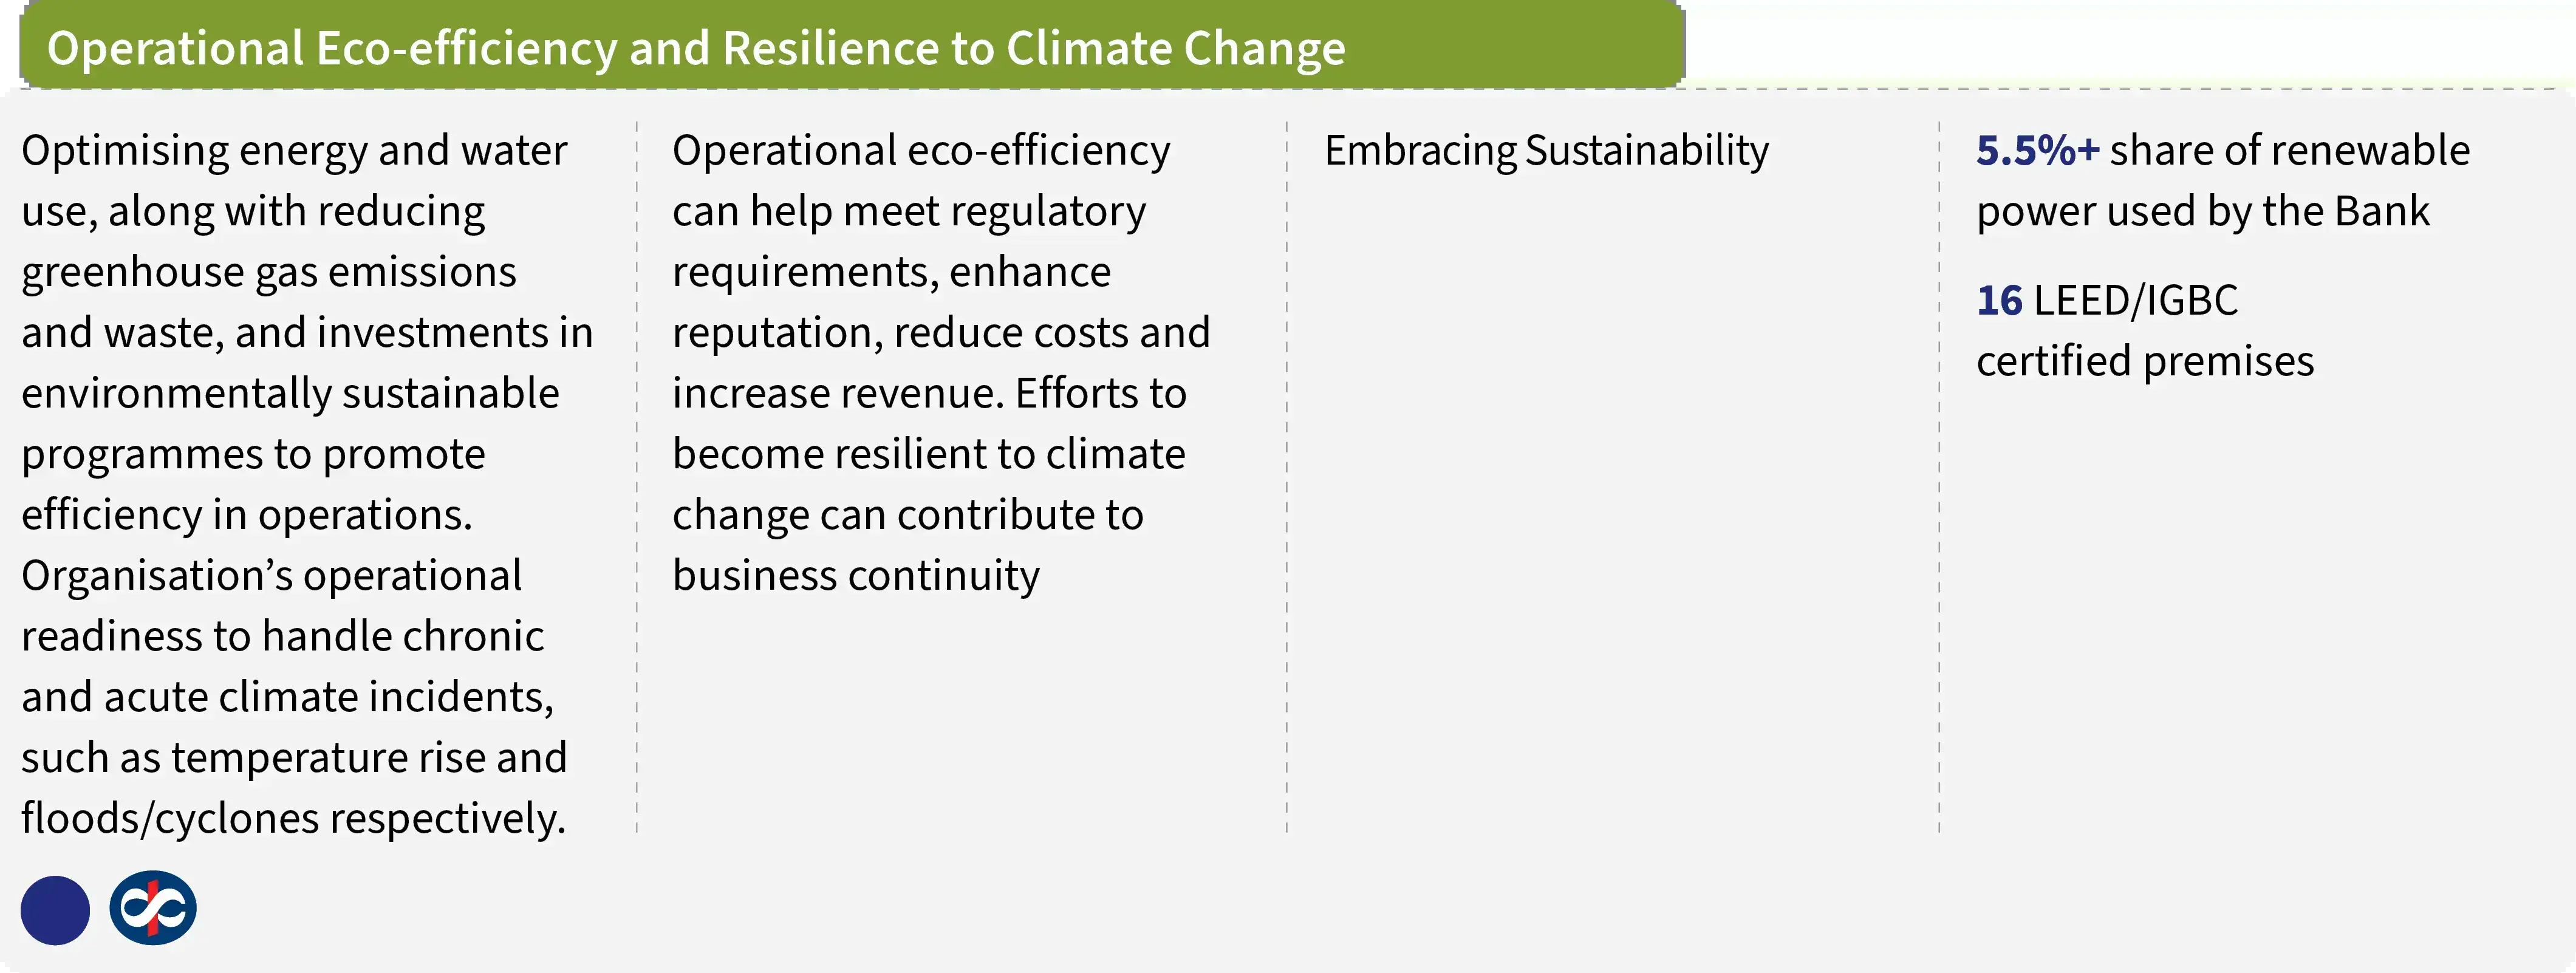 Operational Eco-efficiency and Resilience to Climate Change
Optimising energy and water
use, along with reducing
greenhouse gas emissions
and waste, and investments in
environmentally sustainable
programmes to promote
efficiency in operations.
Organisation’s operational
readiness to handle chronic
and acute climate incidents,
such as temperature rise and
floods/cyclones respectively.
Operational eco-efficiency
can help meet regulatory
requirements, enhance
reputation, reduce costs and
increase revenue. Efforts to
become resilient to climate
change can contribute to
business continuity
Embracing Sustainability
5.5%+ share of renewable
power used by the Bank
16 LEED/IGBC
certified premises